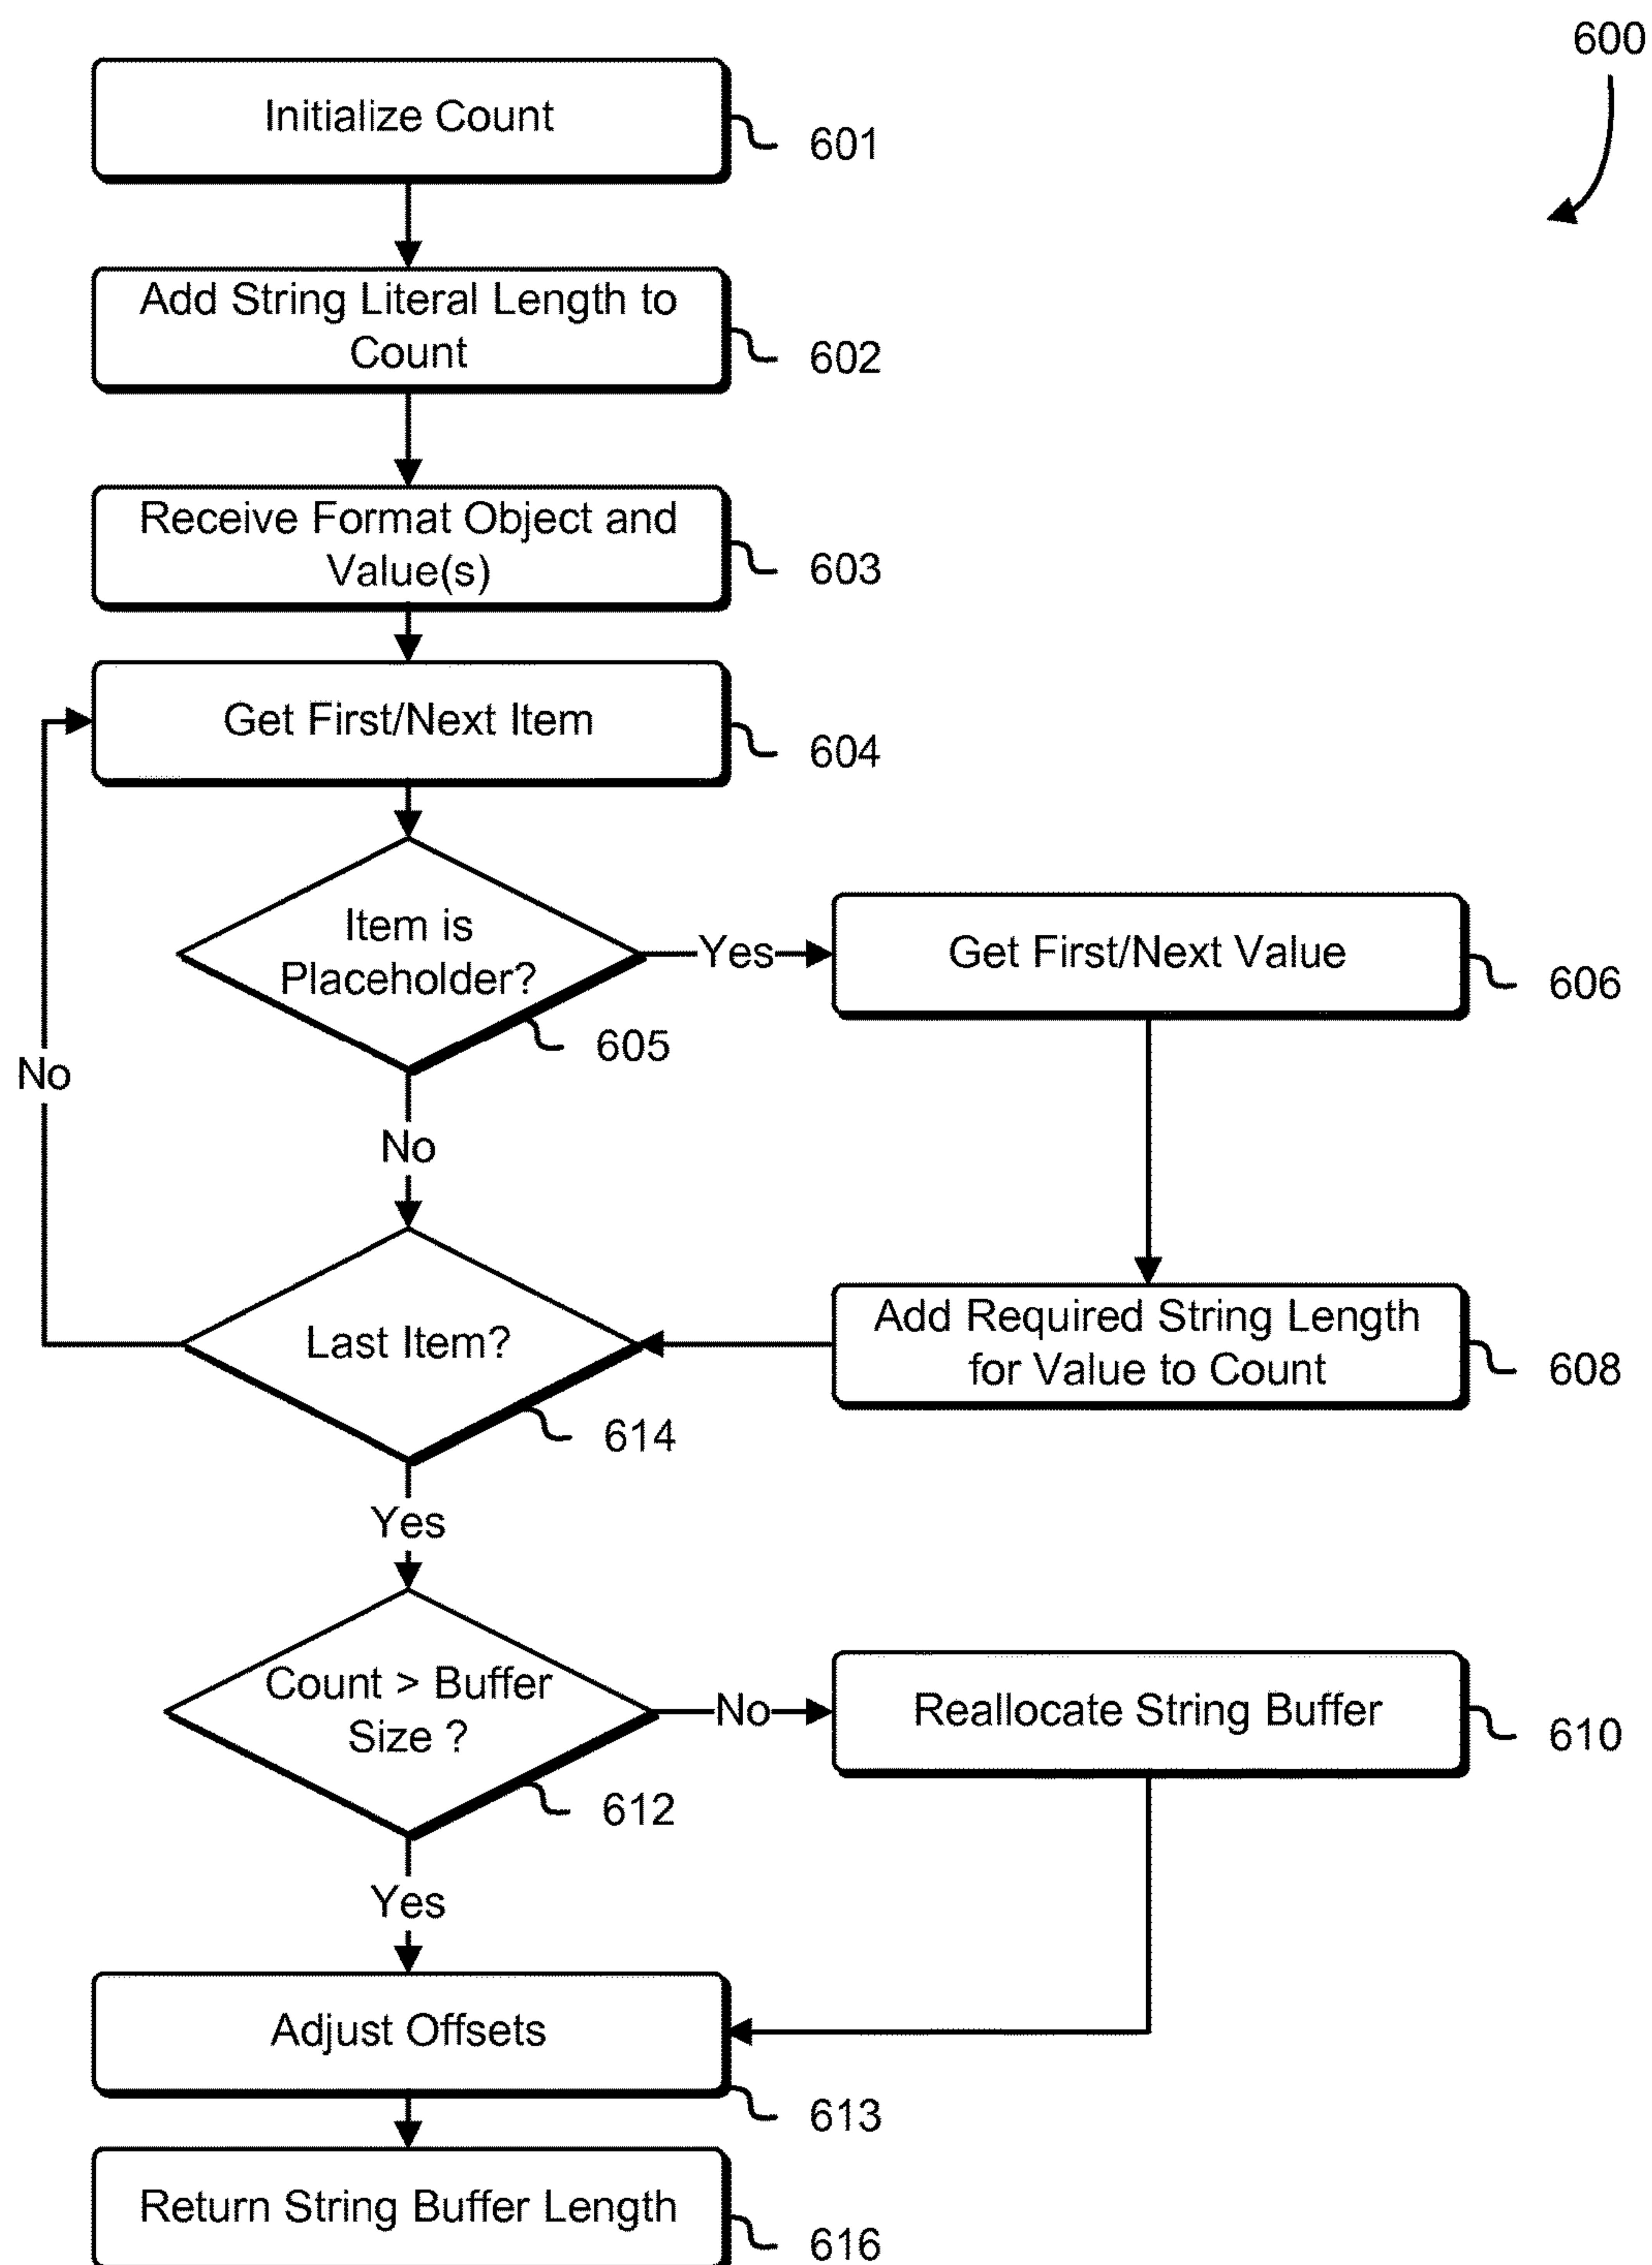 600
Initialize Count
601
Add String Literal Length to
Count
602
Receive Format Object and
Value(s)
603
Get First/Next Item
604
Item is
Placeholder?
605
Yes
Get First/Next Value
606
No
No
Last Item?
614
Add Required String Length
for Value to Count
608
Yes
Count > Buffer
Size ?
612
No
Reallocate String Buffer
610
Yes
Adjust Offsets
613
Return String Buffer Length
616